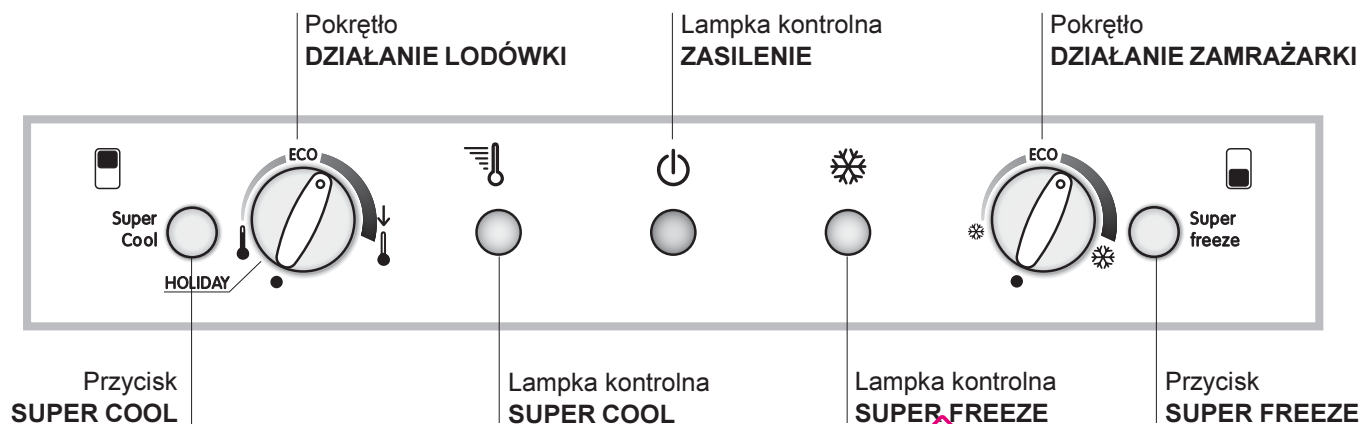 Pokrętło
DZIAŁANIE LODÓWKI
Lampka kontrolna
ZASILENIE
Pokrętło
DZIAŁANIE ZAMRAŻARKI
ECO
Super
Cool
HOLIDAY
ECO
Super
freeze
Przycisk
SUPER COOL
Lampka kontrolna
SUPER COOL
Lampka kontrolna
SUPER FREEZE
Przycisk
SUPER FREEZE